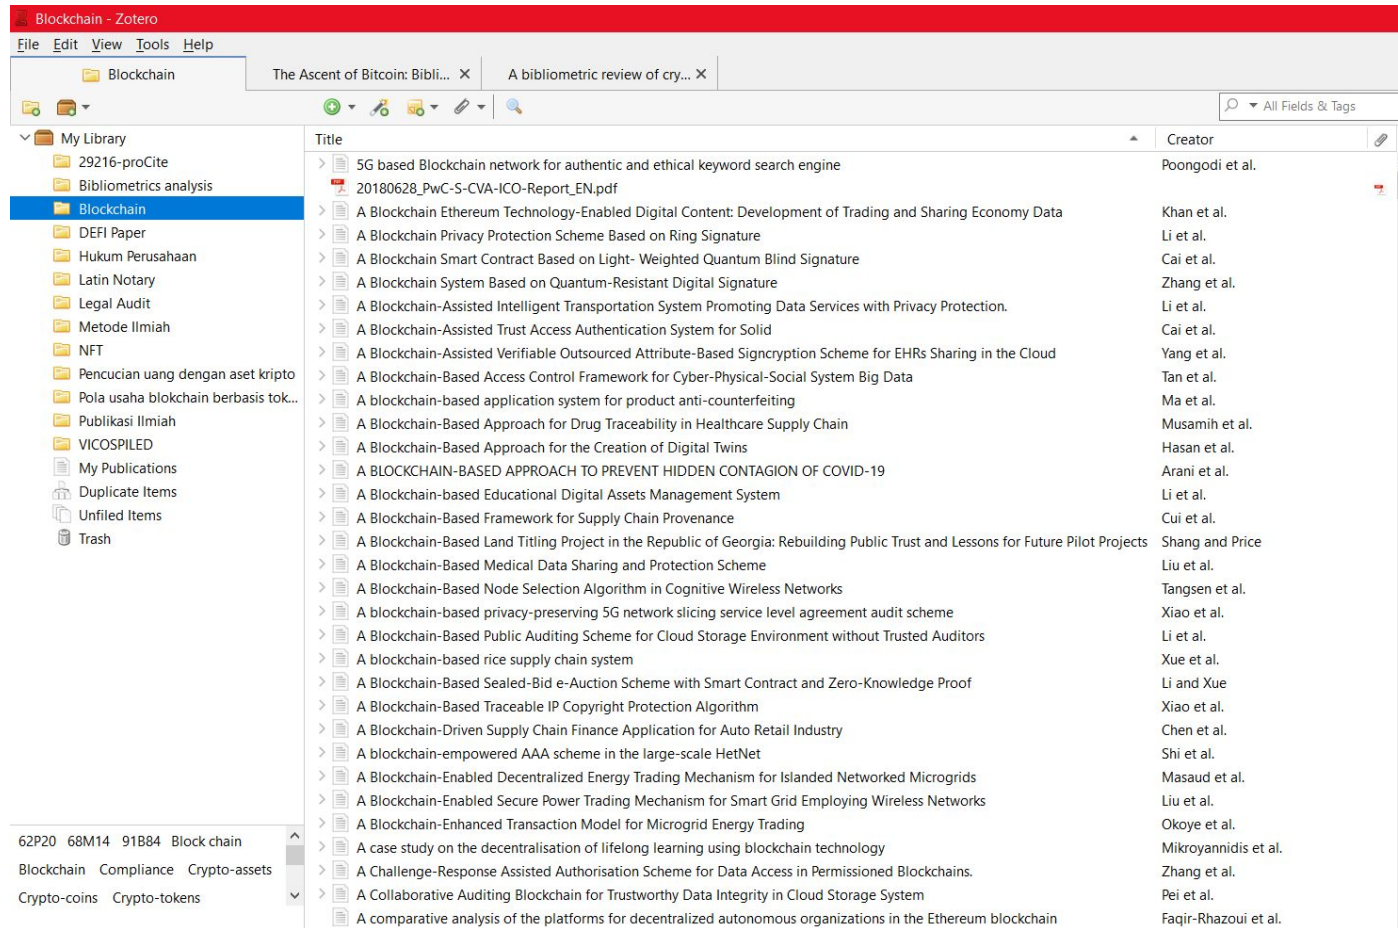 Blockchain - Zotero
File Edit View Tools Help
Blockchain The Ascent of Bitcoin: Bibli... A bibliometric review of cry...
All Fields & Tags
My Library
29216-proCite
Bibliometrics analysis
Blockchain
DEFI Paper
Hukum Perusahaan
Latin Notary
Legal Audit
Metode Ilmiah
NFT
Pencucian uang dengan aset kripto
Pola usaha blokchain berbasis tok...
Publikasi Ilmiah
VICOSPILED
My Publications
Duplicate Items
Unfiled Items
Trash
62P20 68M14 91B84 Block chain
Blockchain Compliance Crypto-assets
Crypto-coins Crypto-tokens
Title Creator
5G based Blockchain network for authentic and ethical keyword search engine Poongodi et al.
20180628_PwC-S-CVA-ICO-Report_EN.pdf
A Blockchain Ethereum Technology-Enabled Digital Content: Development of Trading and Sharing Economy Data Khan et al.
A Blockchain Privacy Protection Scheme Based on Ring Signature Li et al.
A Blockchain Smart Contract Based on Light- Weighted Quantum Blind Signature Cai et al.
A Blockchain System Based on Quantum-Resistant Digital Signature Zhang et al.
A Blockchain-Assisted Intelligent Transportation System Promoting Data Services with Privacy Protection. Li et al.
A Blockchain-Assisted Trust Access Authentication System for Solid Cai et al.
A Blockchain-Assisted Verifiable Outsourced Attribute-Based Signcryption Scheme for EHRs Sharing in the Cloud Yang et al.
A Blockchain-Based Access Control Framework for Cyber-Physical-Social System Big Data Tan et al.
A blockchain-based application system for product anti-counterfeiting Ma et al.
A Blockchain-Based Approach for Drug Traceability in Healthcare Supply Chain Musamih et al.
A Blockchain-Based Approach for the Creation of Digital Twins Hasan et al.
A BLOCKCHAIN-BASED APPROACH TO PREVENT HIDDEN CONTAGION OF COVID-19 Arani et al.
A Blockchain-based Educational Digital Assets Management System Li et al.
A Blockchain-Based Framework for Supply Chain Provenance Cui et al.
A Blockchain-Based Land Titling Project in the Republic of Georgia: Rebuilding Public Trust and Lessons for Future Pilot Projects Shang and Price
A Blockchain-Based Medical Data Sharing and Protection Scheme Liu et al.
A Blockchain-Based Node Selection Algorithm in Cognitive Wireless Networks Tangsen et al.
A blockchain-based privacy-preserving 5G network slicing service level agreement audit scheme Xiao et al.
A Blockchain-Based Public Auditing Scheme for Cloud Storage Environment without Trusted Auditors Li et al.
A blockchain-based rice supply chain system Xue et al.
A Blockchain-Based Sealed-Bid e-Auction Scheme with Smart Contract and Zero-Knowledge Proof Li and Xue
A Blockchain-Based Traceable IP Copyright Protection Algorithm Xiao et al.
A Blockchain-Driven Supply Chain Finance Application for Auto Retail Industry Chen et al.
A blockchain-empowered AAA scheme in the large-scale HetNet Shi et al.
A Blockchain-Enabled Decentralized Energy Trading Mechanism for Islanded Networked Microgrids Masaud et al.
A Blockchain-Enabled Secure Power Trading Mechanism for Smart Grid Employing Wireless Networks Liu et al.
A Blockchain-Enhanced Transaction Model for Microgrid Energy Trading Okoye et al.
A case study on the decentralisation of lifelong learning using blockchain technology Mikroyannidis et al.
A Challenge-Response Assisted Authorisation Scheme for Data Access in Permissioned Blockchains. Zhang et al.
A Collaborative Auditing Blockchain for Trustworthy Data Integrity in Cloud Storage System Pei et al.
A comparative analysis of the platforms for decentralized autonomous organizations in the Ethereum blockchain Faqir-Rhazoui et al.